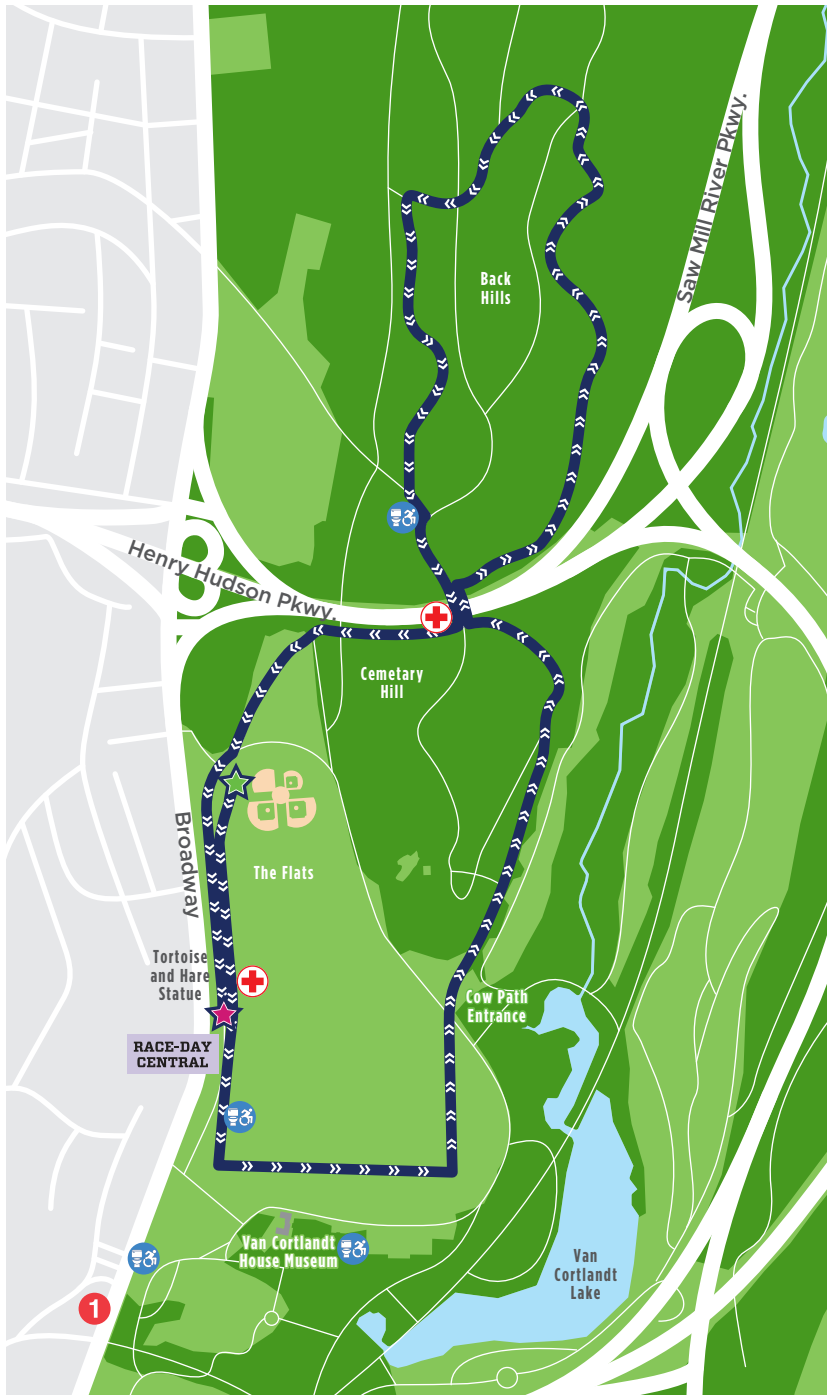 Saw Mill River Pkwy.
Back
Hills
Henry Hudson Pkwy.
Cemetary
Hill
Broadway
The Flats
Tortoise
and Hare
Statue
Cow Path
Entrance
RACE-DAY
CENTRAL
Van Cortlandt
House Museum
Van
Cortlandt
Lake
1